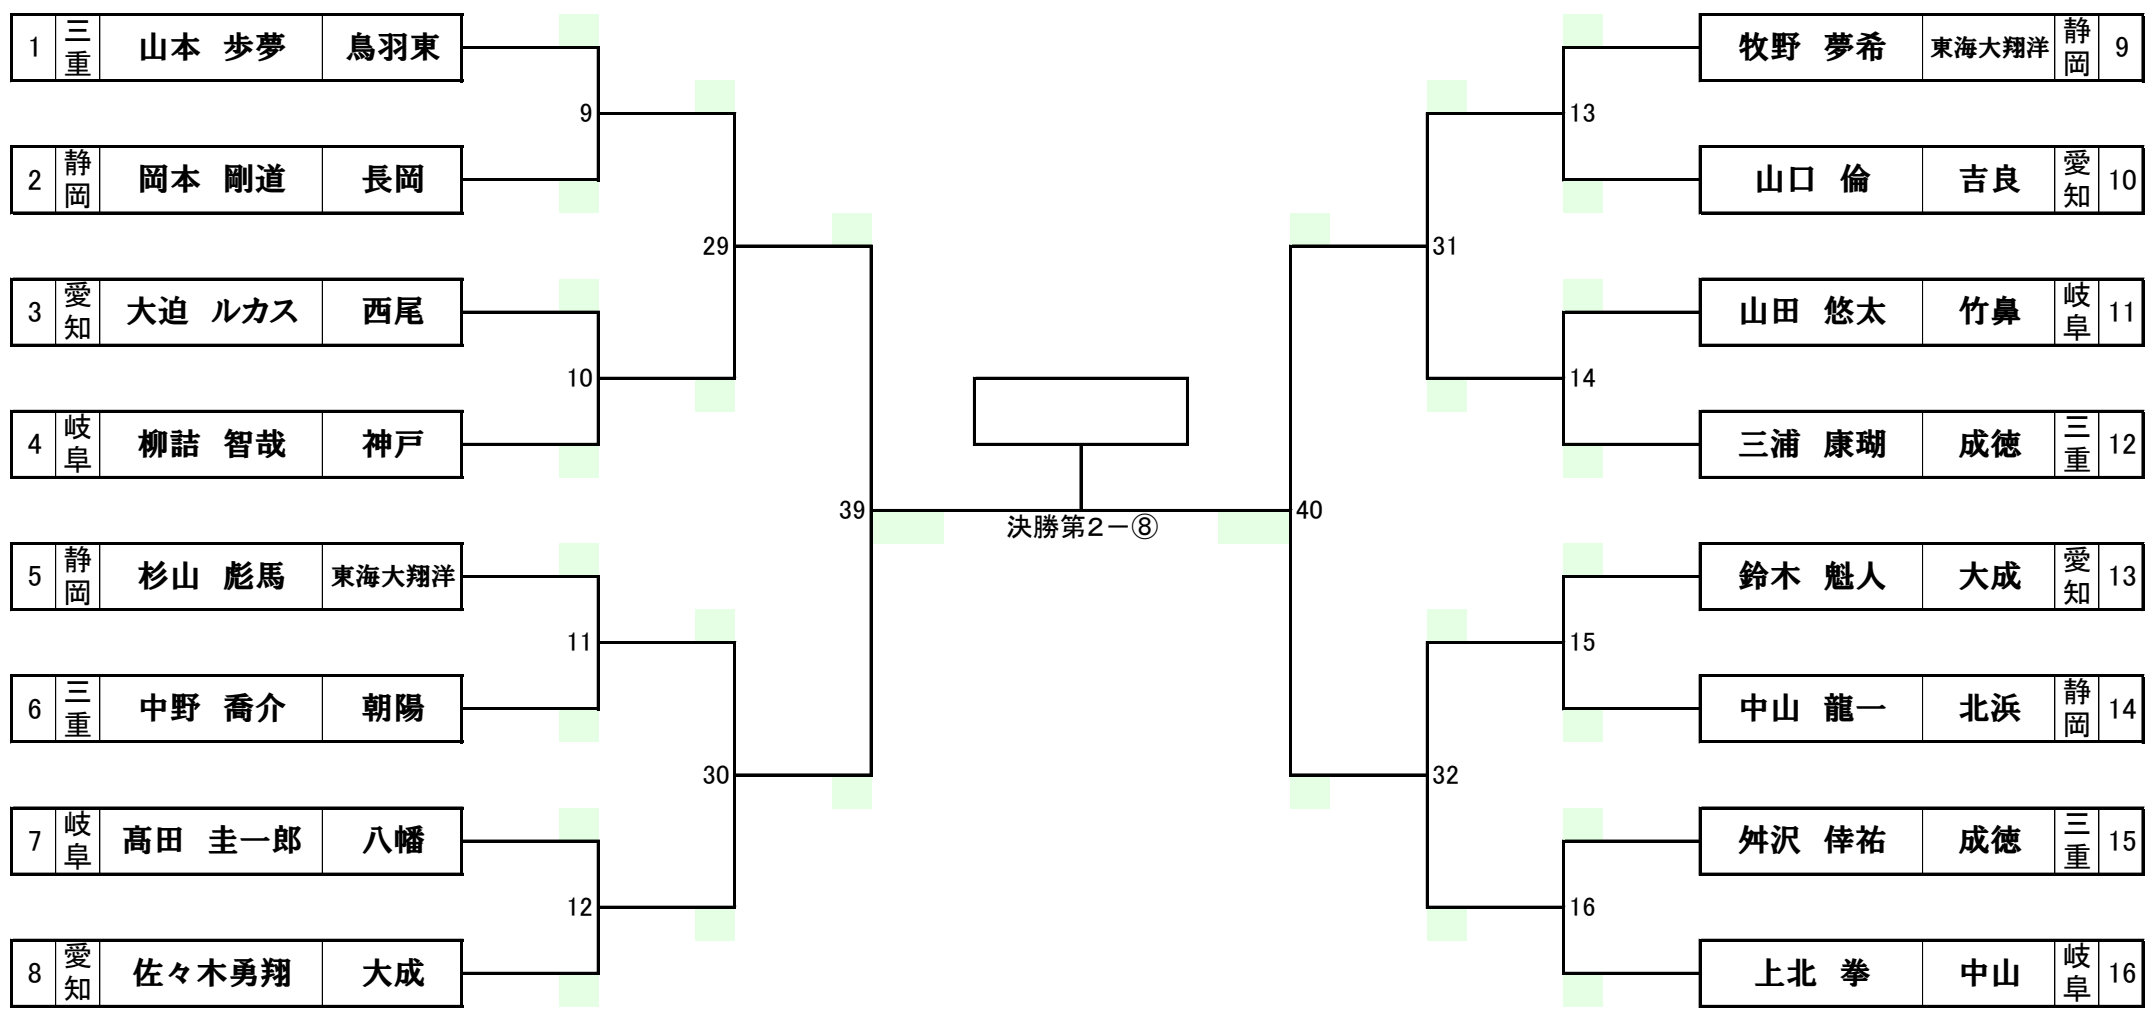 1 三重 山本 歩夢 鳥羽東
2 静岡 岡本 剛道 長岡
3 愛知 大迫 ルカス 西尾
4 岐阜 柳詰 智哉 神戸
5 静岡 杉山 彪馬 東海大翔洋
6 三重 中野 喬介 朝陽
7 岐阜 髙田 圭一郎 八幡
8 愛知 佐々木勇翔 大成
9
10
11
12
29
30
39
決勝第2－⑧
40
31
32
13
14
15
16
牧野 夢希 東海大翔洋 静岡 9
山口 倫 吉良 愛知 10
山田 悠太 竹鼻 岐阜 11
三浦 康瑚 成徳 三重 12
鈴木 魁人 大成 愛知 13
中山 龍一 北浜 静岡 14
舛沢 倖祐 成徳 三重 15
上北 拳 中山 岐阜 16